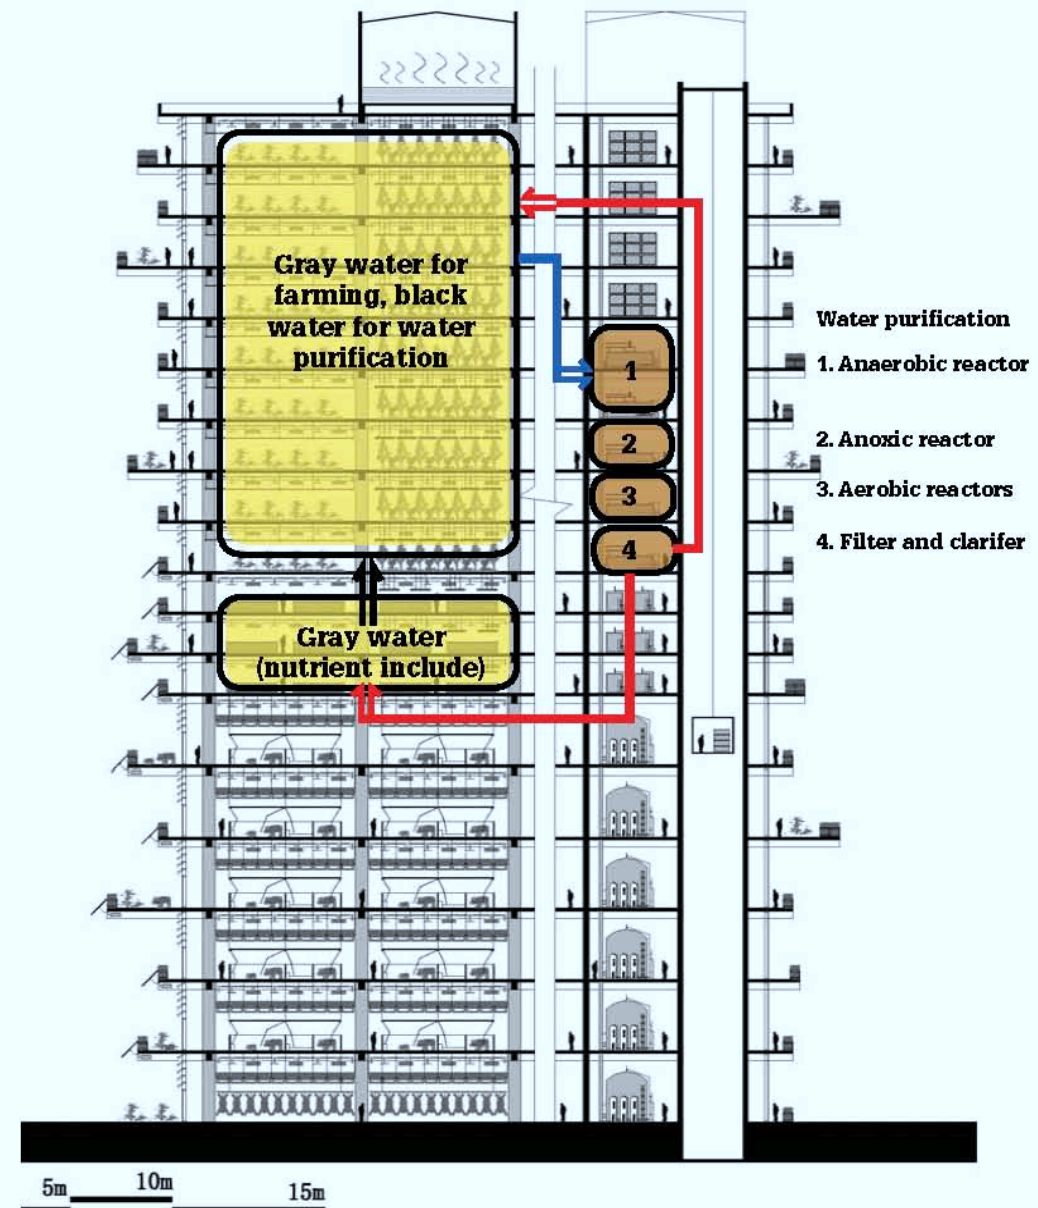 Gray water for
farming, black
water for water
purification
Gray water
(nutrient include)
1
2
3
4
Water purification
1. Anaerobic reactor
2. Anoxic reactor
3. Aerobic reactors
4. Filter and clarifer
5m
10m
15m